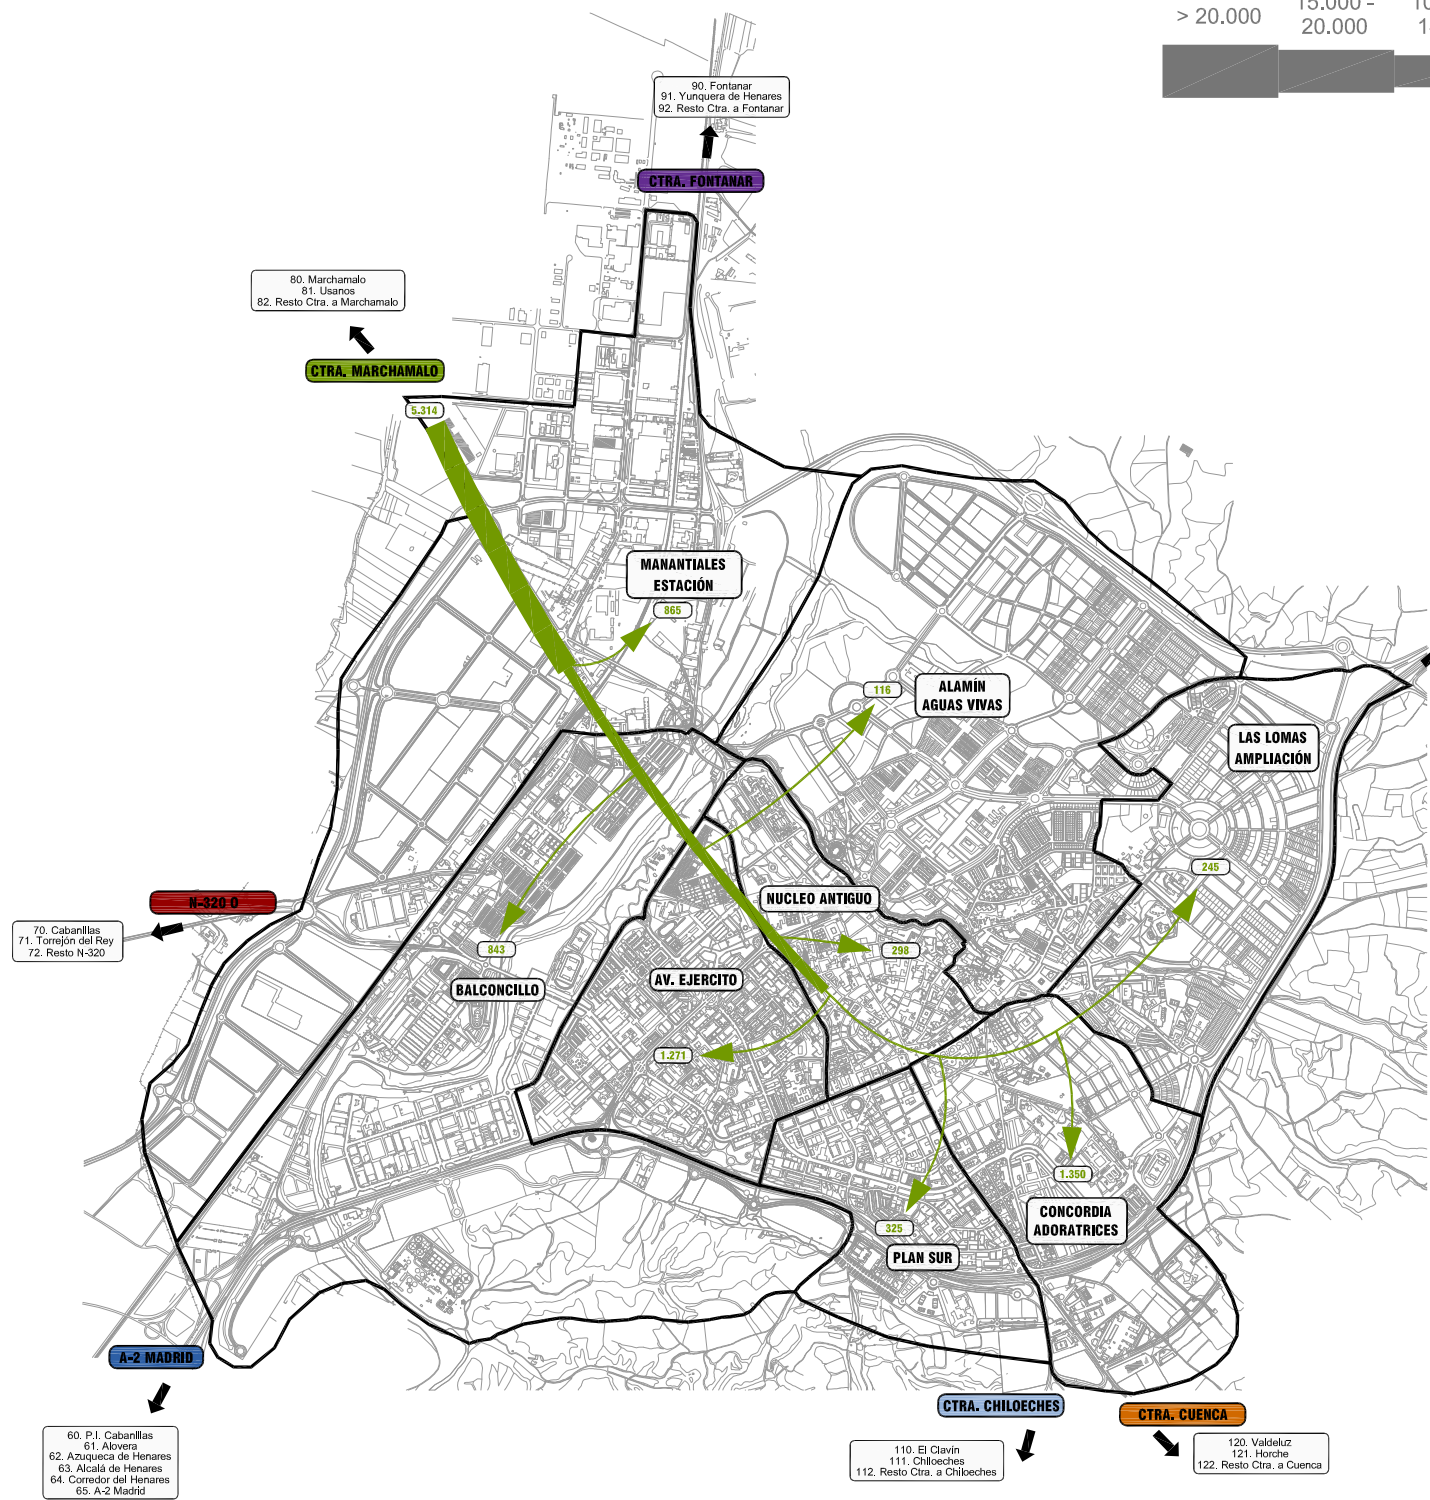 > 20.000
15.000 -
20.000
90. Fontanar
91. Yunquera de Henares
92. Resto Ctra. a Fontanar
CTRA. FONTANAR
80. Marchamalo
81. Usanos
82. Resto Ctra. a Marchamalo
CTRA. MARCHAMALO
5.314
MANANTIALES
ESTACIÓN
865
116
ALAMÍN
AGUAS VIVAS
LAS LOMAS
AMPLIACIÓN
245
N-320 O
70. Cabanillas
71. Torrejón del Rey
72. Resto N-320
NUCLEO ANTIGUO
298
843
BALCONCILLO
AV. EJERCITO
1.271
1.350
CONCORDIA
ADORATRICES
325
PLAN SUR
A-2 MADRID
60. P.I. Cabanillas
61. Alovera
62. Azuqueca de Henares
63. Alcalá de Henares
64. Corredor del Henares
65. A-2 Madrid
CTRA. CHILOECHES
110. El Clavín
111. Chiloeches
112. Resto Ctra. a Chiloeches
CTRA. CUENCA
120. Valdeluz
121. Horche
122. Resto Ctra. a Cuenca